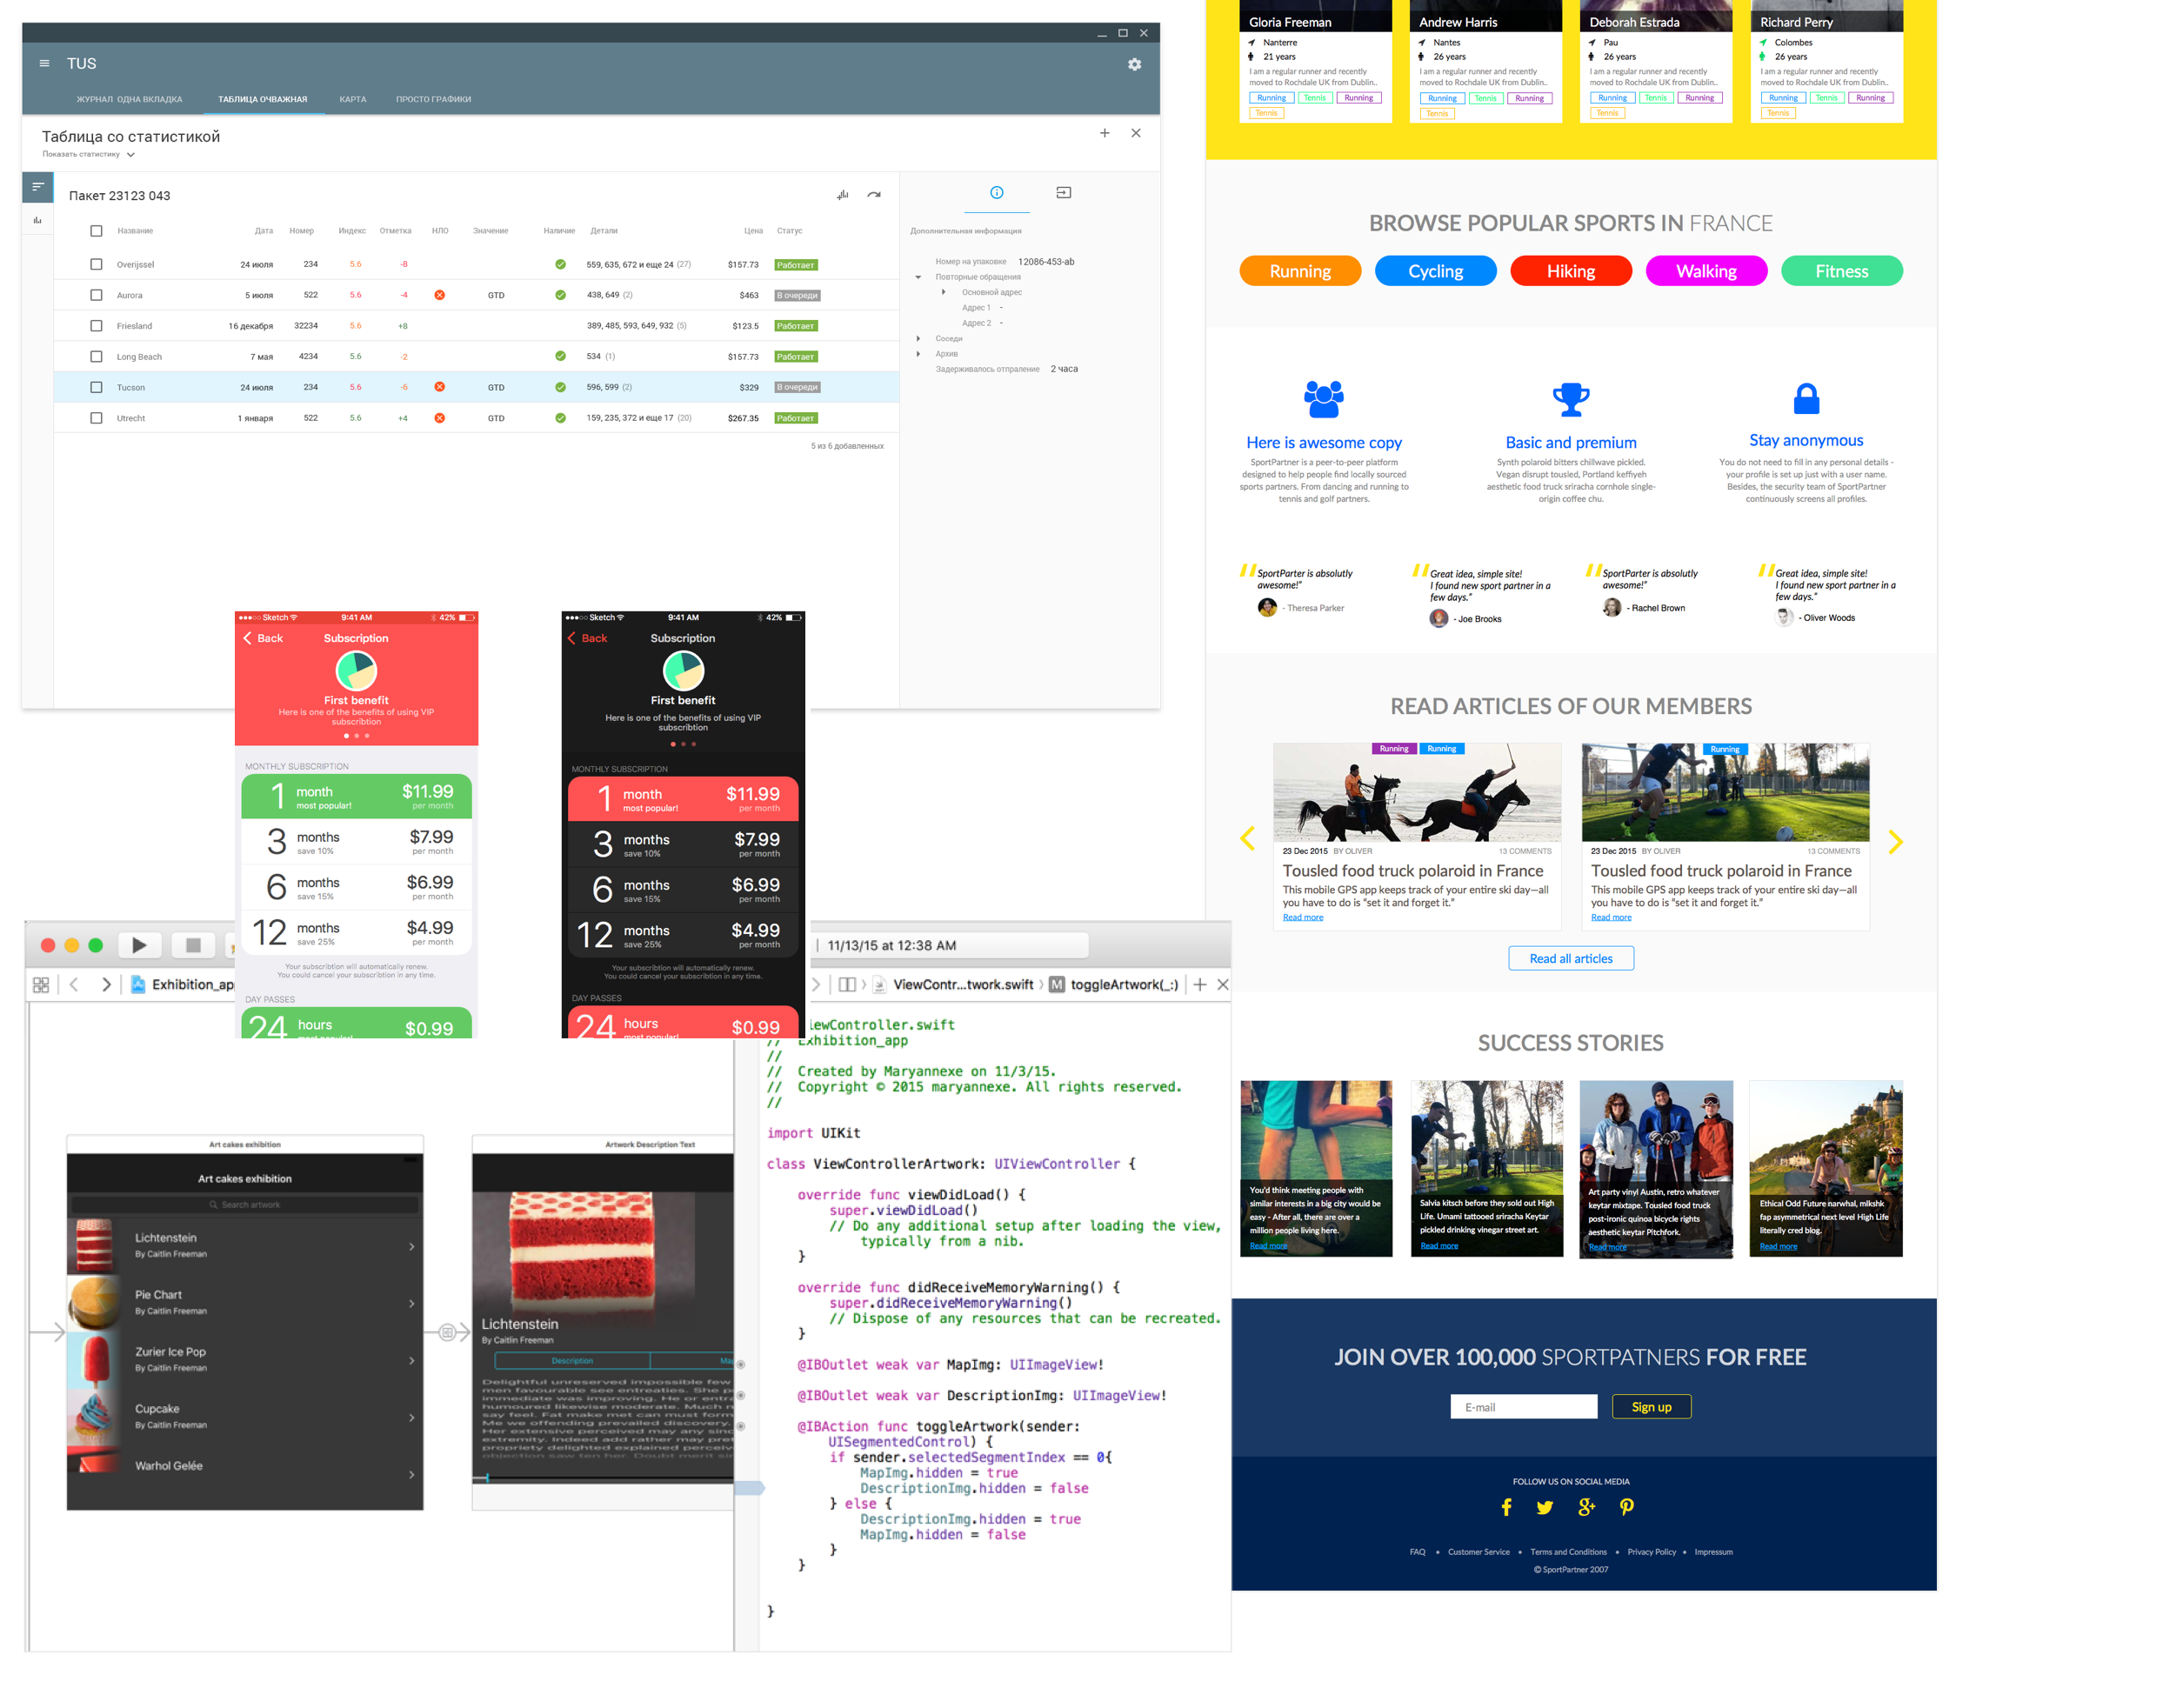 TUS
ЖУРНАЛ ОДНА ВКЛАДКА
ТАБЛИЦА ОЧВАЖНАЯ
КАРТА
ПРОСТО ГРАФИКИ
Таблица со статистикой
Показать статистику
Пакет 23123 043
Название Дата Номер Индекс Отметка НЛО Значение Наличие Детали Цена Статус
Overijssel 24 июля 234 5.6 -8 559, 635, 672 и еще 24 (27) $157.73 Работает
Aurora 5 июля 522 5.6 -4 GTD 438, 649 (2) $463 В очереди
Friesland 16 декабря 32234 5.6 +8 389, 485, 593, 649, 932 (5) $123.5 Работает
Long Beach 7 мая 4234 5.6 -2 534 (1) $157.73 Работает
Tucson 24 июля 234 5.6 -6 GTD 596, 599 (2) $329 В очереди
Utrecht 1 января 522 5.6 +4 GTD 159, 235, 372 и еще 17 (20) $267.35 Работает
5 из 6 добавленных
Дополнительная информация
Номер на упаковке 12086-453-ab
Повторные обращения
Основной адрес
Адрес 1 -
Адрес 2 -
Соседи
Архив
Задерживалось отпраление 2 часа
Sketch 9:41 AM 42%
Back Subscription
First benefit
Here is one of the benefits of using VIP
subscribtion
MONTHLY SUBSCRIPTION
1 month $11.99
most popular! per month
3 months $7.99
save 10% per month
6 months $6.99
save 15% per month
12 months $4.99
save 25% per month
Your subscribtion will automatically renew.
You could cancel your subscribtion in any time.
DAY PASSES
24 hours $0.99
most popular!
Sketch 9:41 AM 42%
Back Subscription
First benefit
Here is one of the benefits of using VIP
subscribtion
MONTHLY SUBSCRIPTION
1 month $11.99
most popular! per month
3 months $7.99
save 10% per month
6 months $6.99
save 15% per month
12 months $4.99
save 25% per month
Your subscribtion will automatically renew.
You could cancel your subscribtion in any time.
DAY PASSES
24 hours $0.99
most popular!
11/13/15 at 12:38 AM
Exhibition_ap
ViewContr...twork.swift M toggleArtwork(_:)
Art cakes exhibition
Art cakes exhibition
Search artwork
Lichtenstein
By Caitlin Freeman
Pie Chart
By Caitlin Freeman
Zurier Ice Pop
By Caitlin Freeman
Cupcake
By Caitlin Freeman
Warhol Gelée
Artwork Description Text
Lichtenstein
By Caitlin Freeman
Description Ma
Delightful unreserved impossible few
men favourable see entreaties. She p
immediate was improving. He or entr
humoured likewise moderate. Much n
say feel. Fat make met can must form
Me we offending prevailed discovery.
Her extensive perceived may any sinc
extremity. Indeed add rather may pret
propriety delighted explained perceiv
objection saw ten her. Doubt merit si
iewController.swift
// Exhibition_app
//
// Created by Maryannexe on 11/3/15.
// Copyright © 2015 maryannexe. All rights reserved.
//
import UIKit
class ViewControllerArtwork: UIViewController {
override func viewDidLoad() {
super.viewDidLoad()
// Do any additional setup after loading the view,
typically from a nib.
}
override func didReceiveMemoryWarning() {
super.didReceiveMemoryWarning()
// Dispose of any resources that can be recreated.
}
@IBOutlet weak var MapImg: UIImageView!
@IBOutlet weak var DescriptionImg: UIImageView!
@IBAction func toggleArtwork(sender:
UISegmentedControl) {
if sender.selectedSegmentIndex == 0{
MapImg.hidden = true
DescriptionImg.hidden = false
} else {
DescriptionImg.hidden = true
MapImg.hidden = false
}
}
}
Gloria Freeman
Nanterre
21 years
I am a regular runner and recently
moved to Rochdale UK from Dublin..
Running Tennis Running
Tennis
Andrew Harris
Nantes
26 years
I am a regular runner and recently
moved to Rochdale UK from Dublin..
Running Tennis Running
Tennis
Deborah Estrada
Pau
26 years
I am a regular runner and recently
moved to Rochdale UK from Dublin..
Running Tennis Running
Tennis
Richard Perry
Colombes
26 years
I am a regular runner and recently
moved to Rochdale UK from Dublin..
Running Tennis Running
Tennis
BROWSE POPULAR SPORTS IN FRANCE
Running Cycling Hiking Walking Fitness
Here is awesome copy
SportPartner is a peer-to-peer platform
designed to help people find locally sourced
sports partners. From dancing and running to
tennis and golf partners.
Basic and premium
Synth polaroid bitters chillwave pickled.
Vegan disrupt tousled, Portland keffiyeh
aesthetic food truck sriracha cornhole single-
origin coffee chu.
Stay anonymous
You do not need to fill in any personal details -
your profile is set up just with a user name.
Besides, the security team of SportPartner
continuously screens all profiles.
SportParter is absolutly
awesome!"
- Theresa Parker
Great idea, simple site!
I found new sport partner in a
few days."
- Joe Brooks
SportParter is absolutly
awesome!"
- Rachel Brown
Great idea, simple site!
I found new sport partner in a
few days."
- Oliver Woods
READ ARTICLES OF OUR MEMBERS
Running Running
23 Dec 2015 BY OLIVER 13 COMMENTS
Tousled food truck polaroid in France
This mobile GPS app keeps track of your entire ski day—all
you have to do is “set it and forget it.”
Read more
Running
23 Dec 2015 BY OLIVER 13 COMMENTS
Tousled food truck polaroid in France
This mobile GPS app keeps track of your entire ski day—all
you have to do is “set it and forget it.”
Read more
Read all articles
SUCCESS STORIES
You'd think meeting people with
similar interests in a big city would be
easy - After all, there are over a
million people living here.
Read more
Salvia kitsch before they sold out High
Life. Umami tattooed sriracha Keytar
pickled drinking vinegar street art.
Read more
Art party vinyl Austin, retro whatever
keytar mixtape. Tousled food truck
post-ironic quinoa bicycle rights
aesthetic keytar Pitchfork.
Read more
Ethical Odd Future narwhal, mlkshk
fap asymmetrical next level High Life
literally cred blog.
Read more
JOIN OVER 100,000 SPORTPATNERS FOR FREE
E-mail Sign up
FOLLOW US ON SOCIAL MEDIA
FAQ • Customer Service • Terms and Conditions • Privacy Policy • Impressum
© SportPartner 2007